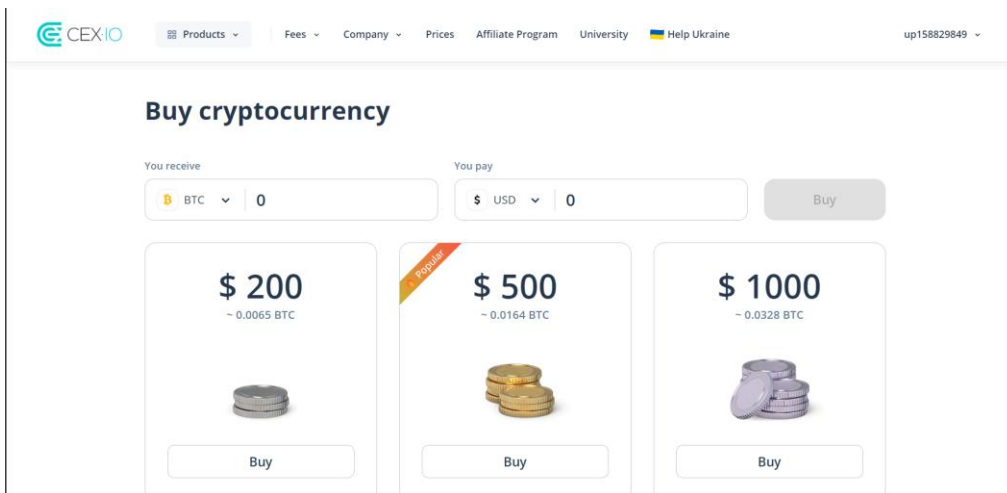 CEX.IO Products Fees Company Prices Affiliate Program University Help Ukraine up158829849
Buy cryptocurrency
You receive You pay
BTC 0 $ USD 0 Buy
Popular
$ 200 $ 500 $ 1000
~ 0.0065 BTC ~ 0.0164 BTC ~ 0.0328 BTC
Buy Buy Buy